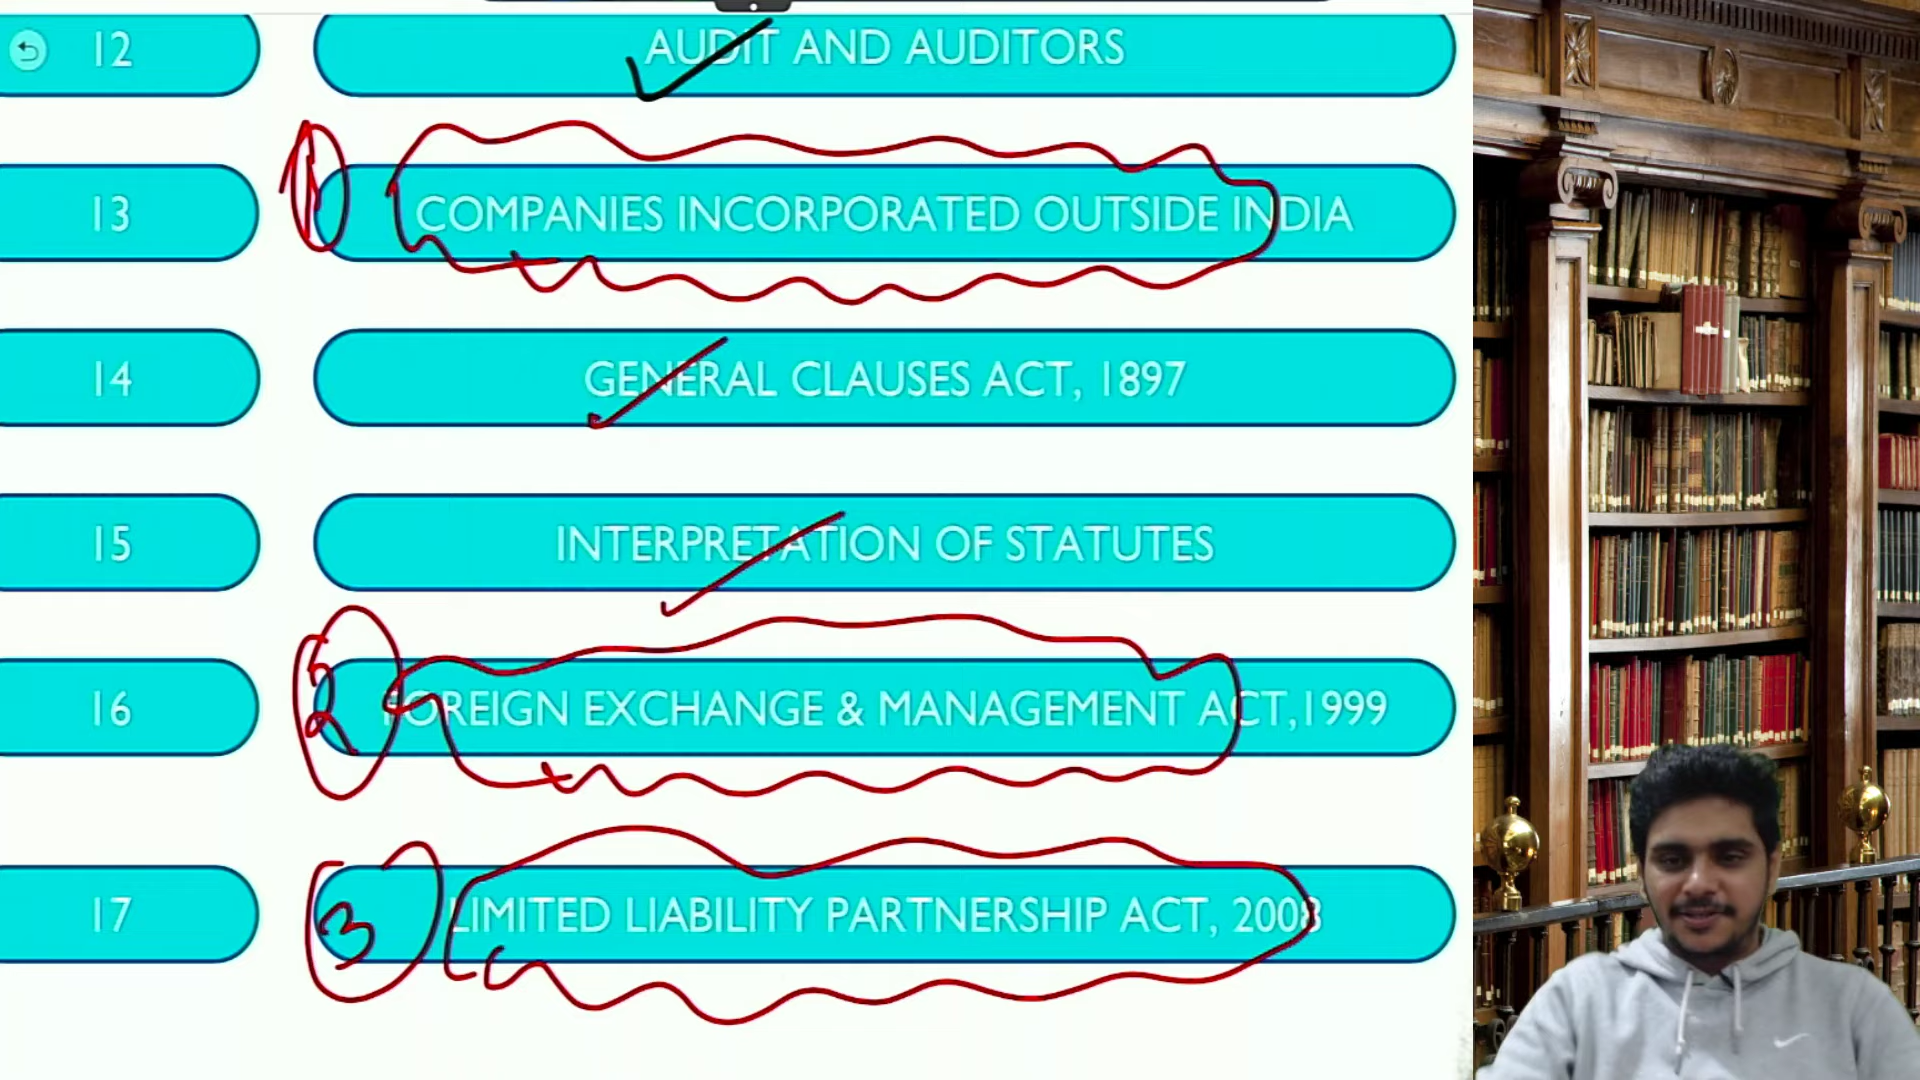 12 AUDIT AND AUDITORS
1 13 COMPANIES INCORPORATED OUTSIDE INDIA
14 GENERAL CLAUSES ACT, 1897
15 INTERPRETATION OF STATUTES
16 2 FOREIGN EXCHANGE & MANAGEMENT ACT,1999
17 3 LIMITED LIABILITY PARTNERSHIP ACT, 2008